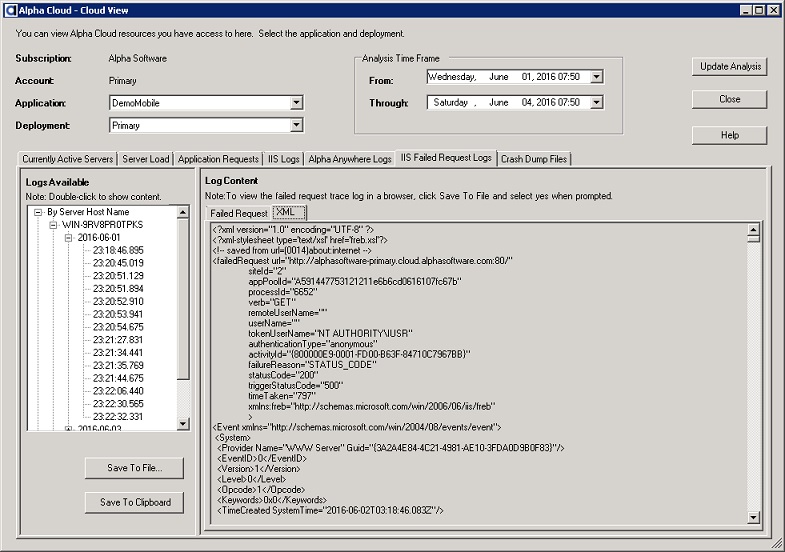 Alpha Cloud - Cloud View
You can view Alpha Cloud resources you have access to here. Select the application and deployment.
Subscription: Alpha Software
Account: Primary
Application: DemoMobile
Deployment: Primary
Analysis Time Frame
From: Wednesday, June 01, 2016 07:50
Through: Saturday , June 04, 2016 07:50
Update Analysis
Close
Help
Currently Active Servers Server Load Application Requests IIS Logs Alpha Anywhere Logs IIS Failed Request Logs Crash Dump Files
Logs Available
Note: Double-click to show content.
By Server Host Name
WIN-9RV8PR0TPKS
2016-06-01
23:18:46.895
23:20:45.019
23:20:51.129
23:20:51.894
23:20:52.910
23:20:53.941
23:20:54.675
23:21:27.831
23:21:34.441
23:21:35.769
23:21:44.675
23:22:06.440
23:22:30.565
23:22:32.331
2016-06-03
Save To File...
Save To Clipboard
Log Content
Note:To view the failed request trace log in a browser, click Save To File and select yes when prompted.
Failed Request XML
<?xml version="1.0" encoding="UTF-8" ?>
<?xml-stylesheet type='text/xsl' href='freb.xsl'?>
<!-- saved from url=(0014)about:internet -->
<failedRequest url="http://alphasoftware-primary.cloud.alphasoftware.com:80/"
siteId="2"
appPoolId="A591447753121211e6b6cd0616107fc67b"
processId="6652"
verb="GET"
remoteUserName=""
userName=""
tokenUserName="NT AUTHORITY\IUSR"
authenticationType="anonymous"
activityId="{800000E9-0001-FD00-B63F-84710C7967BB}"
failureReason="STATUS_CODE"
statusCode="200"
triggerStatusCode="500"
timeTaken="797"
xmlns:freb="http://schemas.microsoft.com/win/2006/06/iis/freb"
>
<Event xmlns="http://schemas.microsoft.com/win/2004/08/events/event">
<System>
<Provider Name="WWW Server" Guid="{3A2A4E84-4C21-4981-AE10-3FDA0D9B0F83}"/>
<EventID>0</EventID>
<Version>1</Version>
<Level>0</Level>
<Opcode>1</Opcode>
<Keywords>0x0</Keywords>
<TimeCreated SystemTime="2016-06-02T03:18:46.083Z"/>